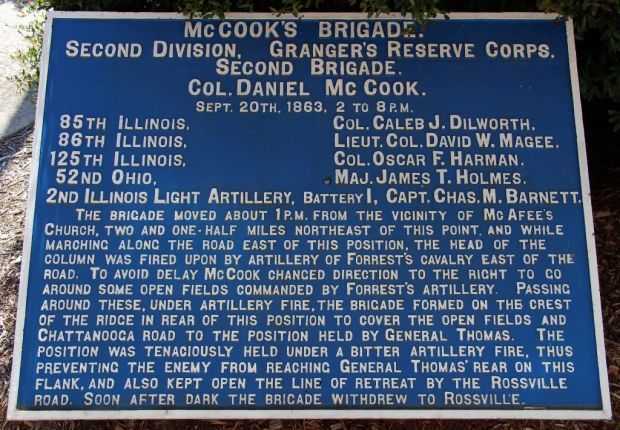 McCook's Brigade.
Second Division, Granger's Reserve Corps.
Second Brigade.
Col. Daniel McCook.
Sept. 20th, 1863, 2 to 8 P.M.
85th Illinois, Col. Caleb J. Dilworth.
86th Illinois, Lieut. Col. David W. Magee.
125th Illinois, Col. Oscar F. Harman.
52nd Ohio, Maj. James T. Holmes.
2nd Illinois Light Artillery, Battery I, Capt. Chas. M. Barnett.
The brigade moved about 1 P.M. from the vicinity of McAfee's
Church, two and one-half miles northeast of this point, and while
marching along the road east of this position, the head of the
column was fired upon by artillery of Forrest's cavalry east of the
road. To avoid delay McCook changed direction to the right to go
around some open fields commanded by Forrest's artillery. Passing
around these, under artillery fire, the brigade formed on the crest
of the ridge in rear of this position to cover the open fields and
Chattanooga road to the position held by General Thomas. The
position was tenaciously held under a bitter artillery fire, thus
preventing the enemy from reaching General Thomas' rear on this
flank, and also kept open the line of retreat by the Rossville
road. Soon after dark the brigade withdrew to Rossville.